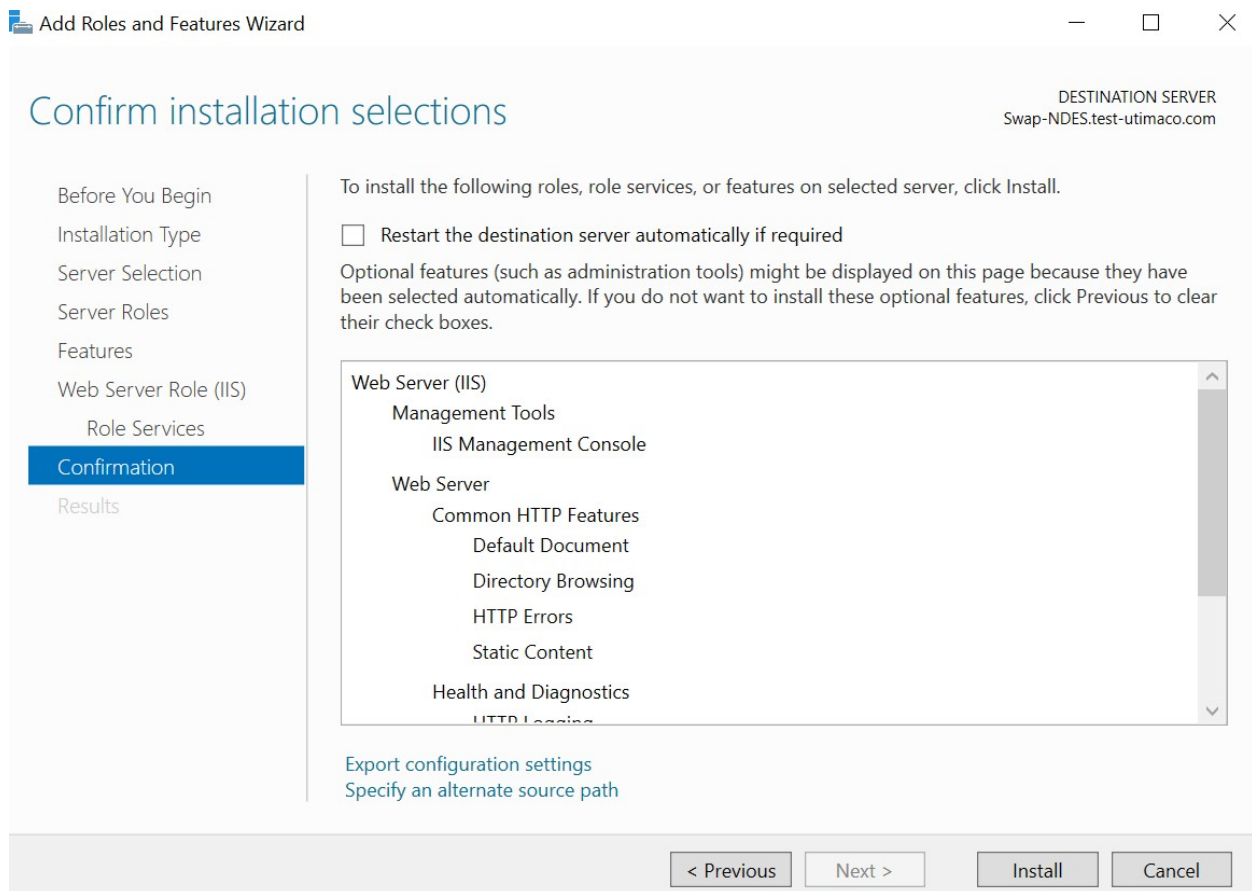 Add Roles and Features Wizard
Confirm installation selections
DESTINATION SERVER
Swap-NDES.test-utimaco.com
Before You Begin
Installation Type
Server Selection
Server Roles
Features
Web Server Role (IIS)
Role Services
Confirmation
Results
To install the following roles, role services, or features on selected server, click Install.
Restart the destination server automatically if required
Optional features (such as administration tools) might be displayed on this page because they have
been selected automatically. If you do not want to install these optional features, click Previous to clear
their check boxes.
Web Server (IIS)
Management Tools
IIS Management Console
Web Server
Common HTTP Features
Default Document
Directory Browsing
HTTP Errors
Static Content
Health and Diagnostics
HTTP Logging
Export configuration settings
Specify an alternate source path
< Previous
Next >
Install
Cancel